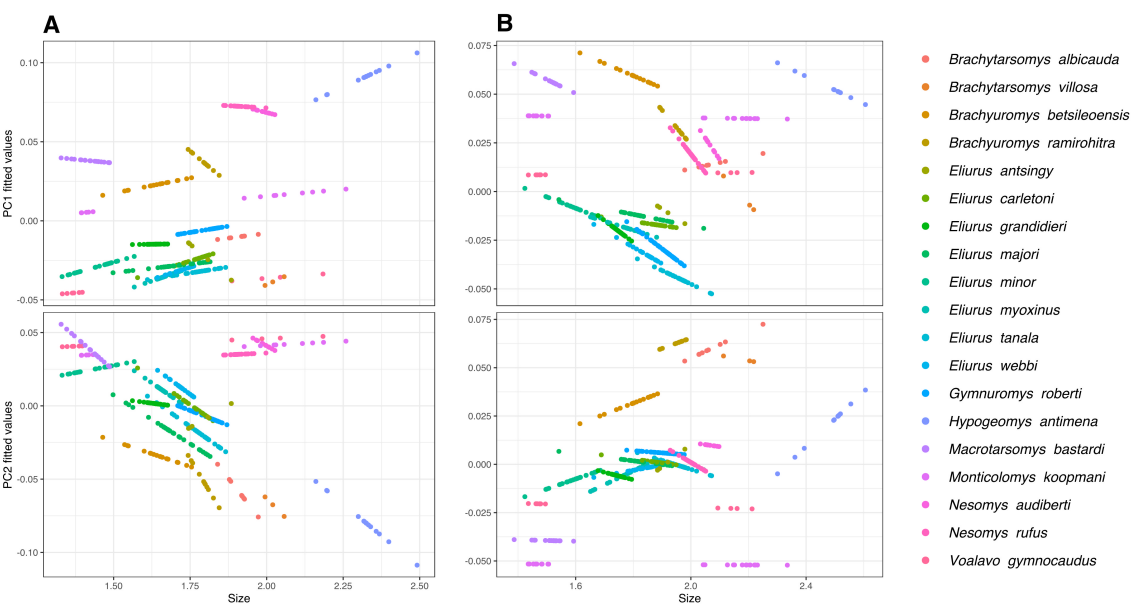 A
B
PC1 fitted values
0.10
0.05
0.00
-0.05
0.075
0.050
0.025
0.000
-0.025
-0.050
PC2 fitted values
0.05
0.00
-0.05
-0.10
0.075
0.050
0.025
0.000
-0.025
-0.050
1.50
1.75
2.00
2.25
2.50
Size
1.6
2.0
2.4
Size
Brachytarsomys albicauda
Brachytarsomys villosa
Brachyuromys betsileoensis
Brachyuromys ramirohitra
Eliurus antsingy
Eliurus carletoni
Eliurus grandidieri
Eliurus majori
Eliurus minor
Eliurus myoxinus
Eliurus tanala
Eliurus webbi
Gymnuromys roberti
Hypogeomys antimena
Macrotarsomys bastardi
Monticolomys koopmani
Nesomys audiberti
Nesomys rufus
Voalavo gymnocaudus